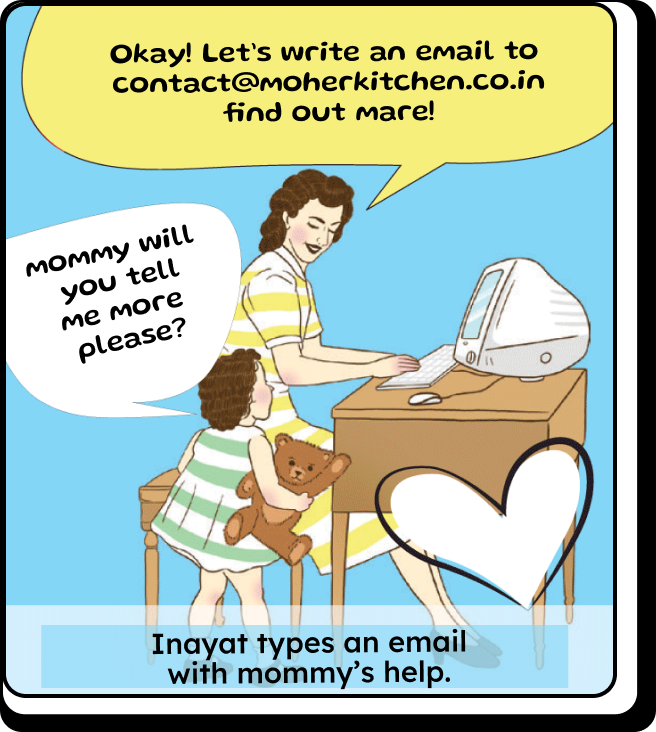 Okay! Let's write an email to
contact@moherkitchen.co.in
find out mare!
mommy will
you tell
me more
please?
Inayat types an email
with mommy's help.